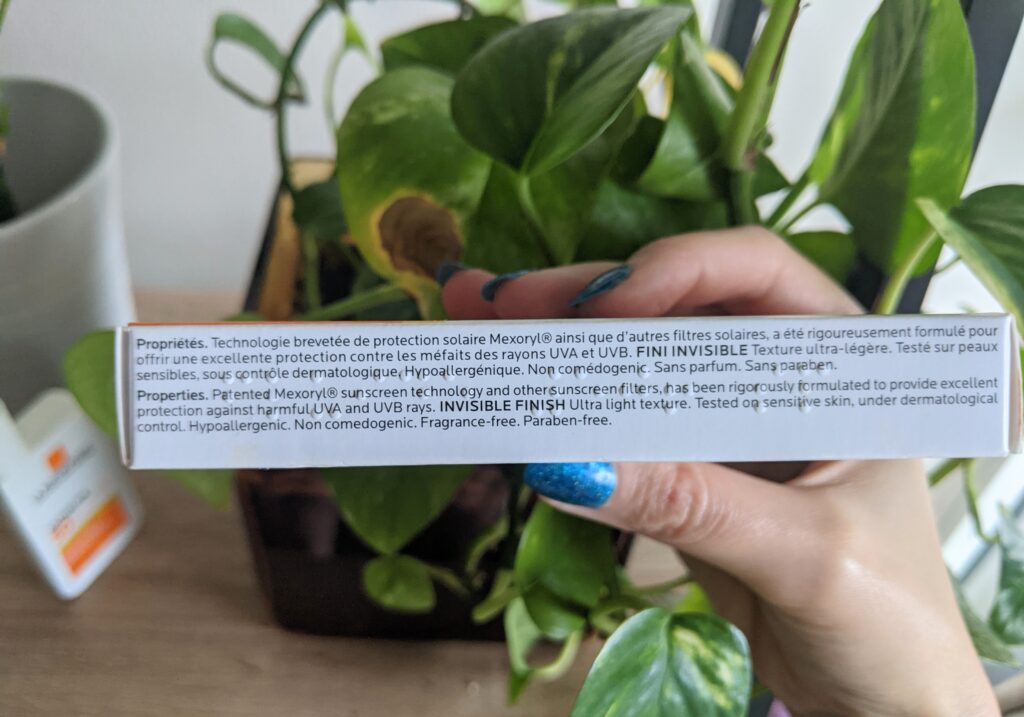 Propriétés. Technologie brevetée de protection solaire Mexoryl® ainsi que d'autres filtres solaires, a été rigoureusement formulé pour
offrir une excellente protection contre les méfaits des rayons UVA et UVB. FINI INVISIBLE Texture ultra-légère. Testé sur peaux
sensibles, sous contrôle dermatologique, Hypoallergénique. Non comédogenic. Sans parfum. Sans paraben.
Properties. Patented Mexoryl® sunscreen technology and other sunscreen filters, has been rigorously formulated to provide excellent
protection against harmful UVA and UVB rays. INVISIBLE FINISH Ultra light texture. Tested on sensitive skin, under dermatological
control. Hypoallergenic. Non comedogenic. Fragrance-free. Paraben-free.